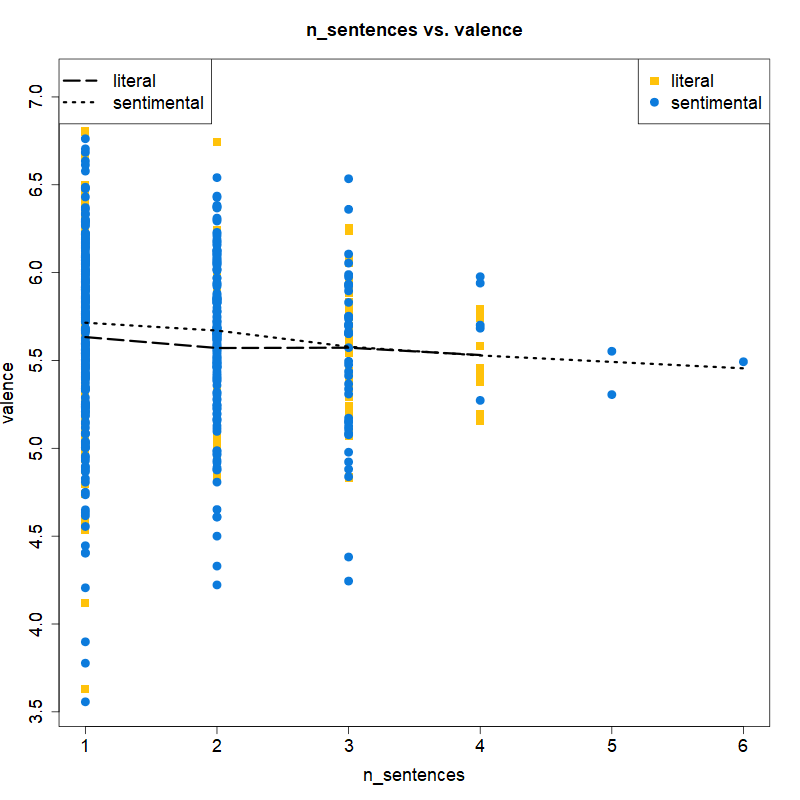 n_sentences vs. valence
literal
sentimental
literal
sentimental
valence
7.0
6.5
6.0
5.5
5.0
4.5
4.0
3.5
1 2 3 4 5 6
n_sentences